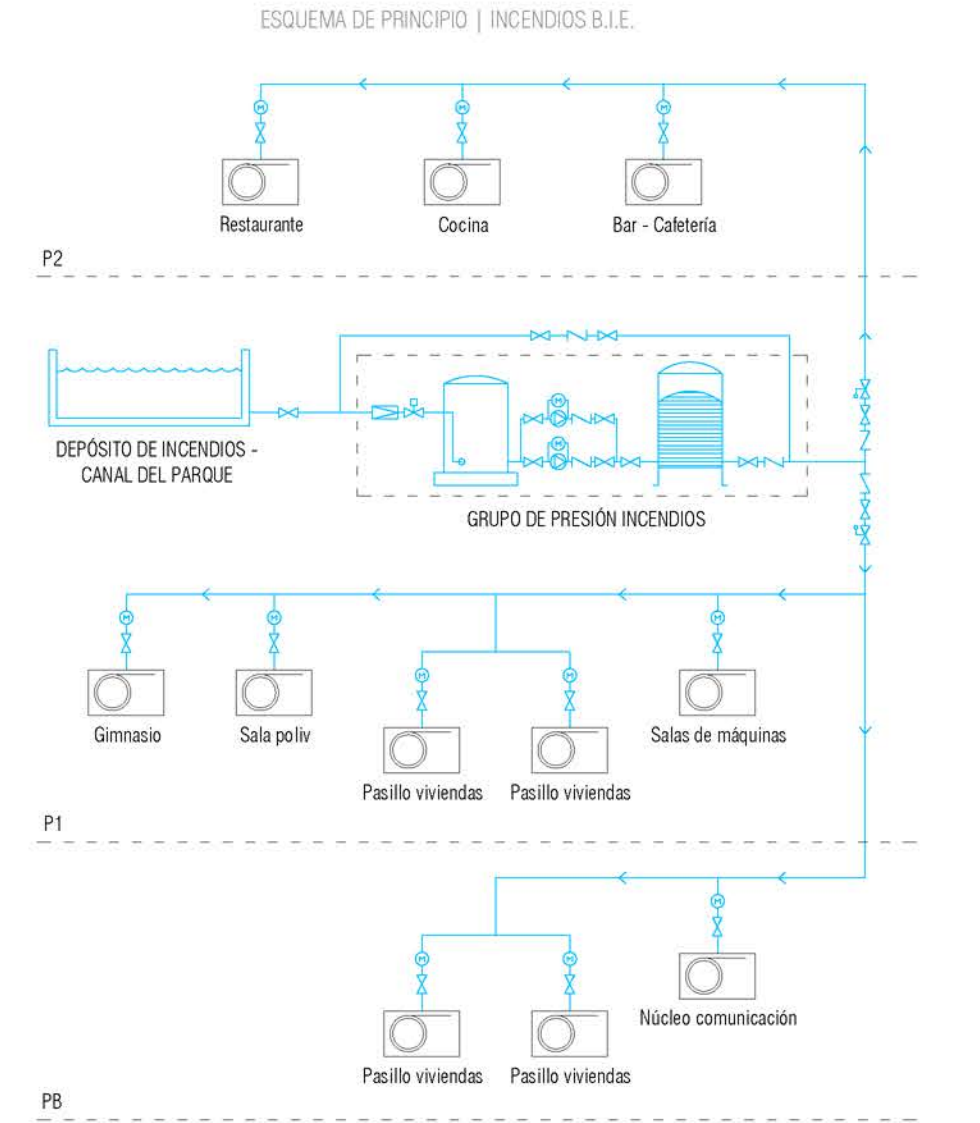 ESQUEMA DE PRINCIPIO | INCENDIOS B.I.E.
M
M
M
Restaurante
Cocina
Bar - Cafetería
P2
M
M
DEPÓSITO DE INCENDIOS -
CANAL DEL PARQUE
GRUPO DE PRESIÓN INCENDIOS
M
M
M
M
M
Gimnasio
Sala poliv
Salas de máquinas
Pasillo viviendas
Pasillo viviendas
P1
M
M
M
Núcleo comunicación
Pasillo viviendas
Pasillo viviendas
PB